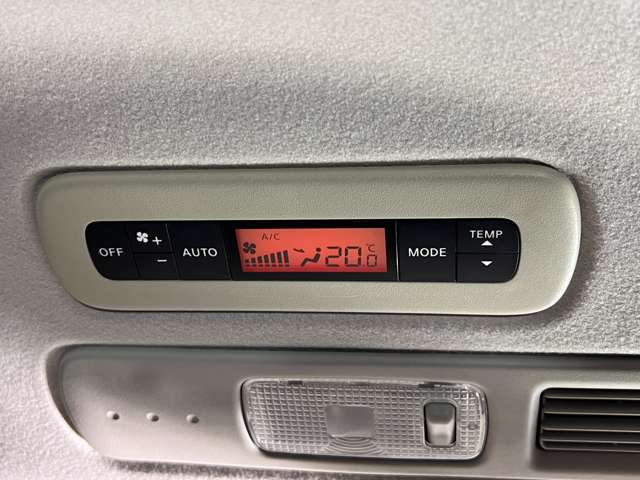 OFF
+
-
AUTO
A/C
20.0 °C
MODE
TEMP